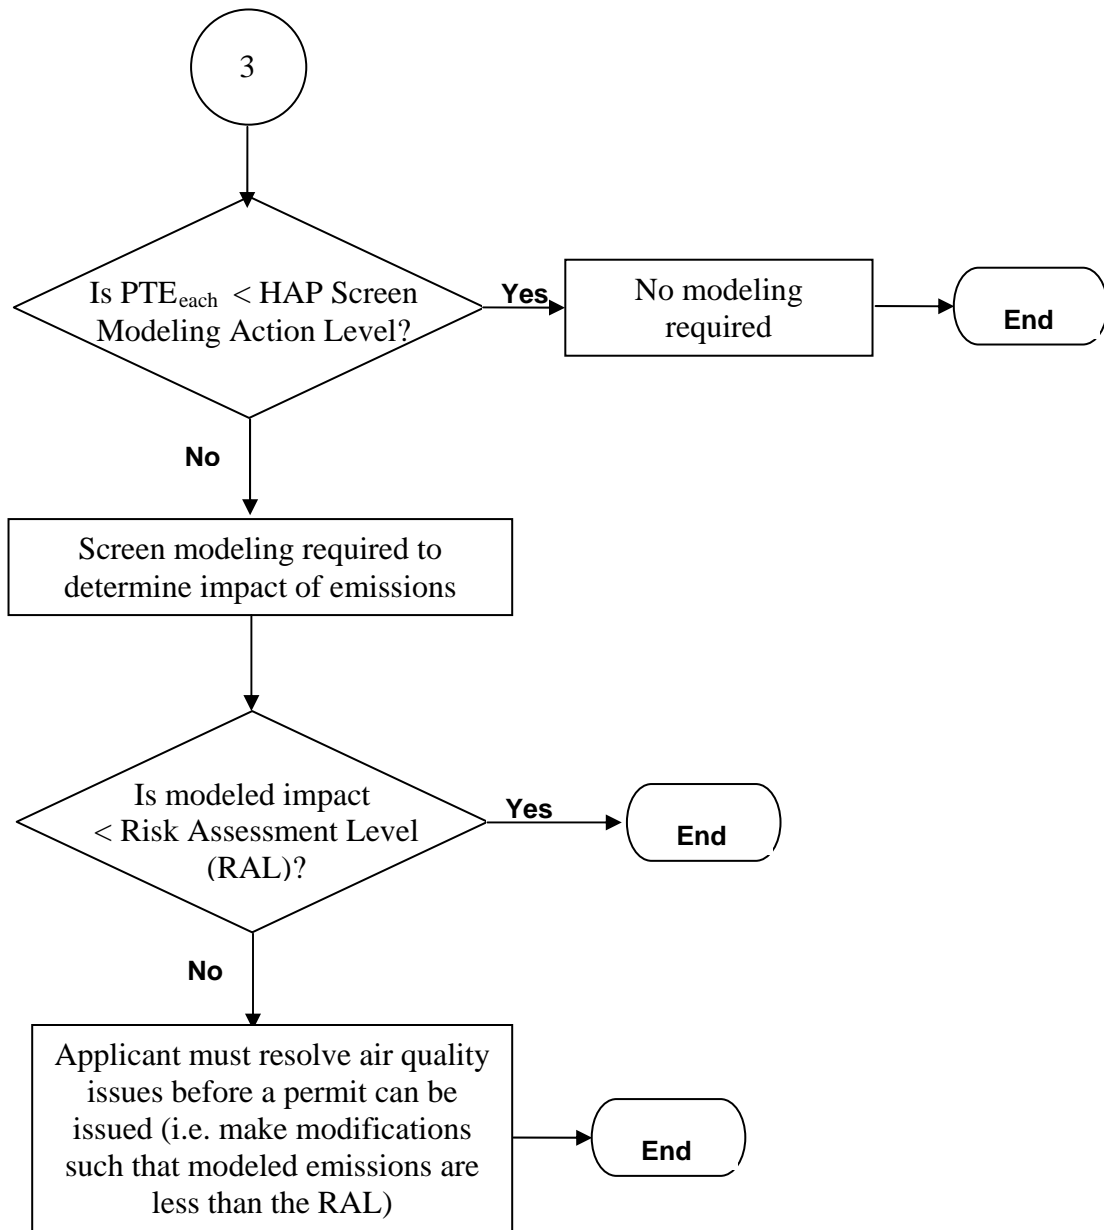 3
Is PTEeach < HAP Screen
Modeling Action Level?
Yes
No modeling
required
End
No
Screen modeling required to
determine impact of emissions
Is modeled impact
< Risk Assessment Level
(RAL)?
Yes
End
No
Applicant must resolve air quality
issues before a permit can be
issued (i.e. make modifications
such that modeled emissions are
less than the RAL)
End